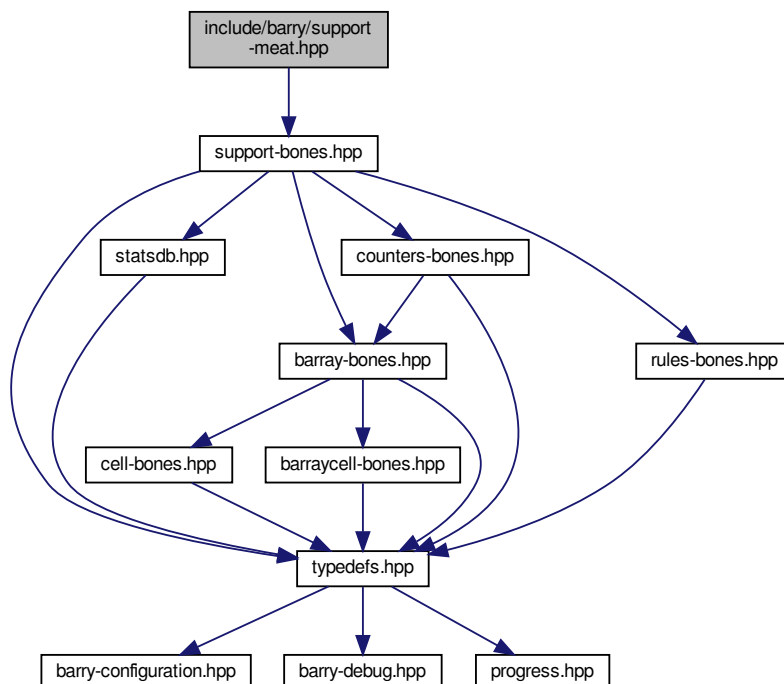 include/barry/support
-meat.hpp
support-bones.hpp
statsdb.hpp
counters-bones.hpp
barray-bones.hpp
rules-bones.hpp
cell-bones.hpp
barraycell-bones.hpp
typedefs.hpp
barry-configuration.hpp
barry-debug.hpp
progress.hpp